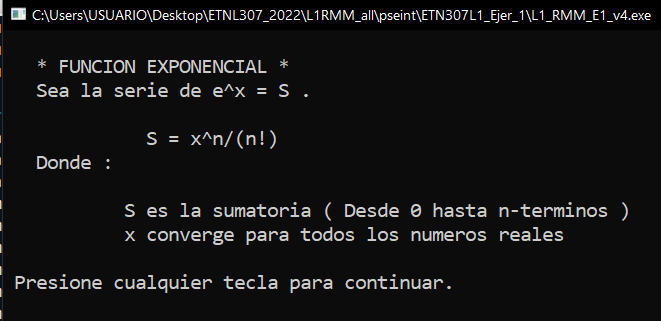 C:\Users\USUARIO\Desktop\ETNL307_2022\L1RMM_all\pseint\ETN307L1_Ejer_1\L1_RMM_E1_v4.exe
* FUNCION EXPONENCIAL *
Sea la serie de e^x = S .
S = x^n/(n!)
Donde :
S es la sumatoria ( Desde 0 hasta n-terminos )
x converge para todos los numeros reales
Presione cualquier tecla para continuar.